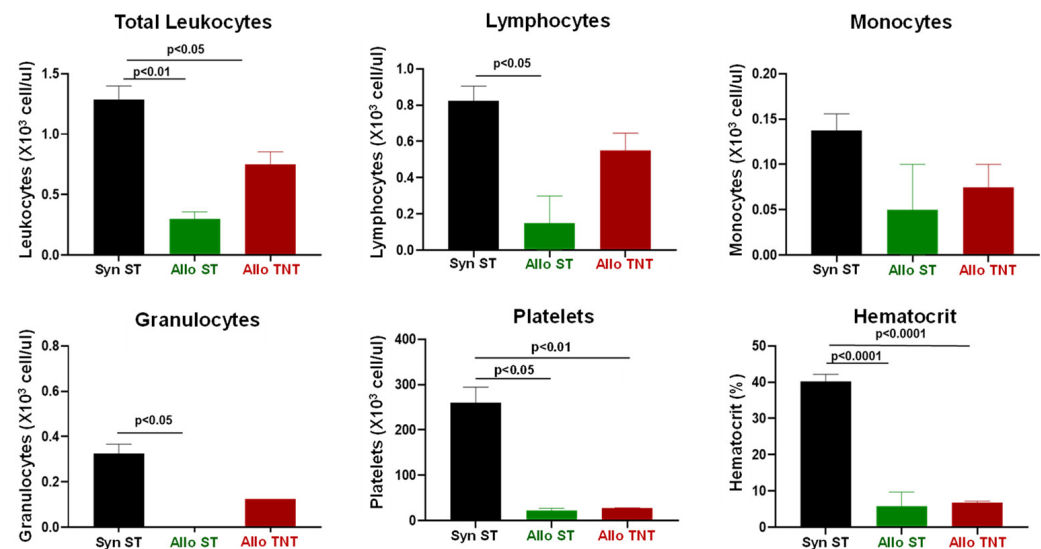 Total Leukocytes
p<0.05
p<0.01
Leukocytes (X10³ cell/ul)
1.5
1.0
0.5
0.0
Syn ST
Allo ST
Allo TNT
Lymphocytes
p<0.05
Lymphocytes (X10³ cell/ul)
1.0
0.8
0.6
0.4
0.2
0.0
Syn ST
Allo ST
Allo TNT
Monocytes
Monocytes (X10³ cell/ul)
0.20
0.15
0.10
0.05
0.00
Syn ST
Allo ST
Allo TNT
Granulocytes
p<0.05
Granulocytes (X10³ cell/ul)
0.8
0.6
0.4
0.2
0.0
Syn ST
Allo ST
Allo TNT
Platelets
p<0.01
p<0.05
Platelets (X10³ cell/ul)
400
300
200
100
0
Syn ST
Allo ST
Allo TNT
Hematocrit
p<0.0001
p<0.0001
Hematocrit (%)
50
40
30
20
10
0
Syn ST
Allo ST
Allo TNT